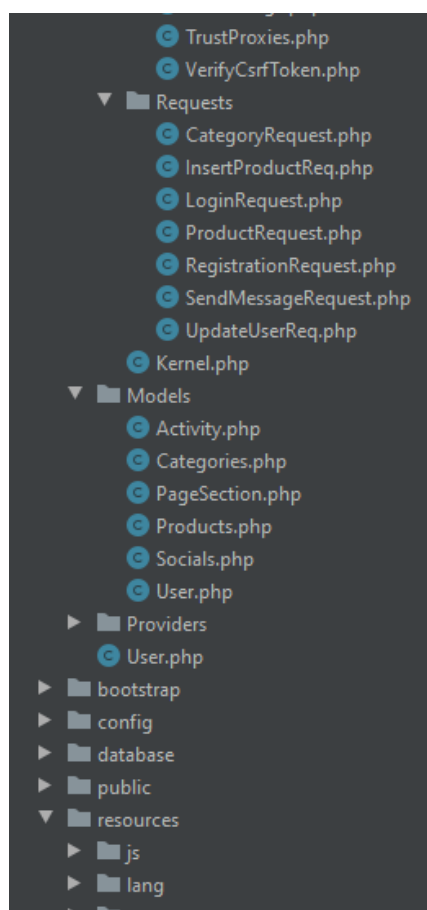 TrustProxies.php
VerifyCsrfToken.php
Requests
CategoryRequest.php
InsertProductReq.php
LoginRequest.php
ProductRequest.php
RegistrationRequest.php
SendMessageRequest.php
UpdateUserReq.php
Kernel.php
Models
Activity.php
Categories.php
PageSection.php
Products.php
Socials.php
User.php
Providers
User.php
bootstrap
config
database
public
resources
js
lang